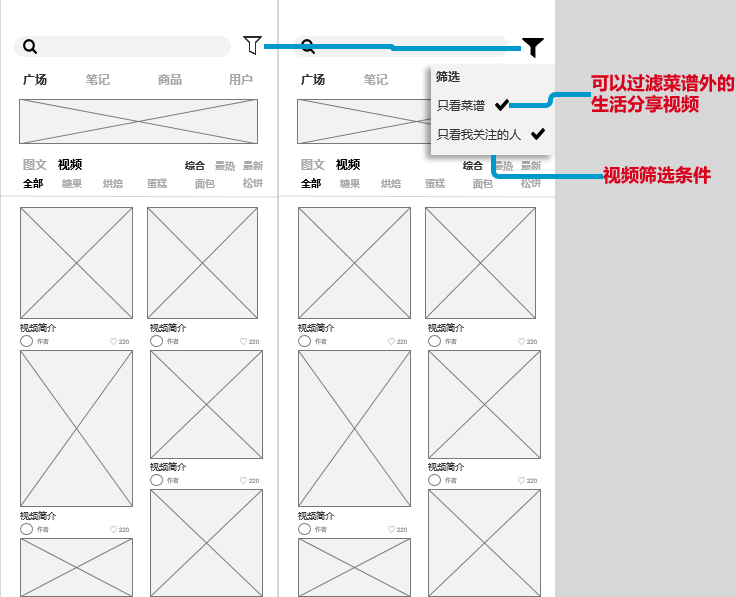 广场 笔记 商品 用户
图文 视频 综合 最热 最新
全部 糖果 烘焙 蛋糕 面包 松饼
视频简介
作者 220
视频简介
作者 220
视频简介
作者 220
视频简介
作者 220
广场 笔记
筛选
只看菜谱
只看我关注的人
图文 视频 综合 最热 最新
全部 糖果 烘焙 蛋糕 面包 松饼
视频简介
作者 220
视频简介
作者 220
视频简介
作者 220
视频简介
作者 220
可以过滤菜谱外的
生活分享视频
视频筛选条件